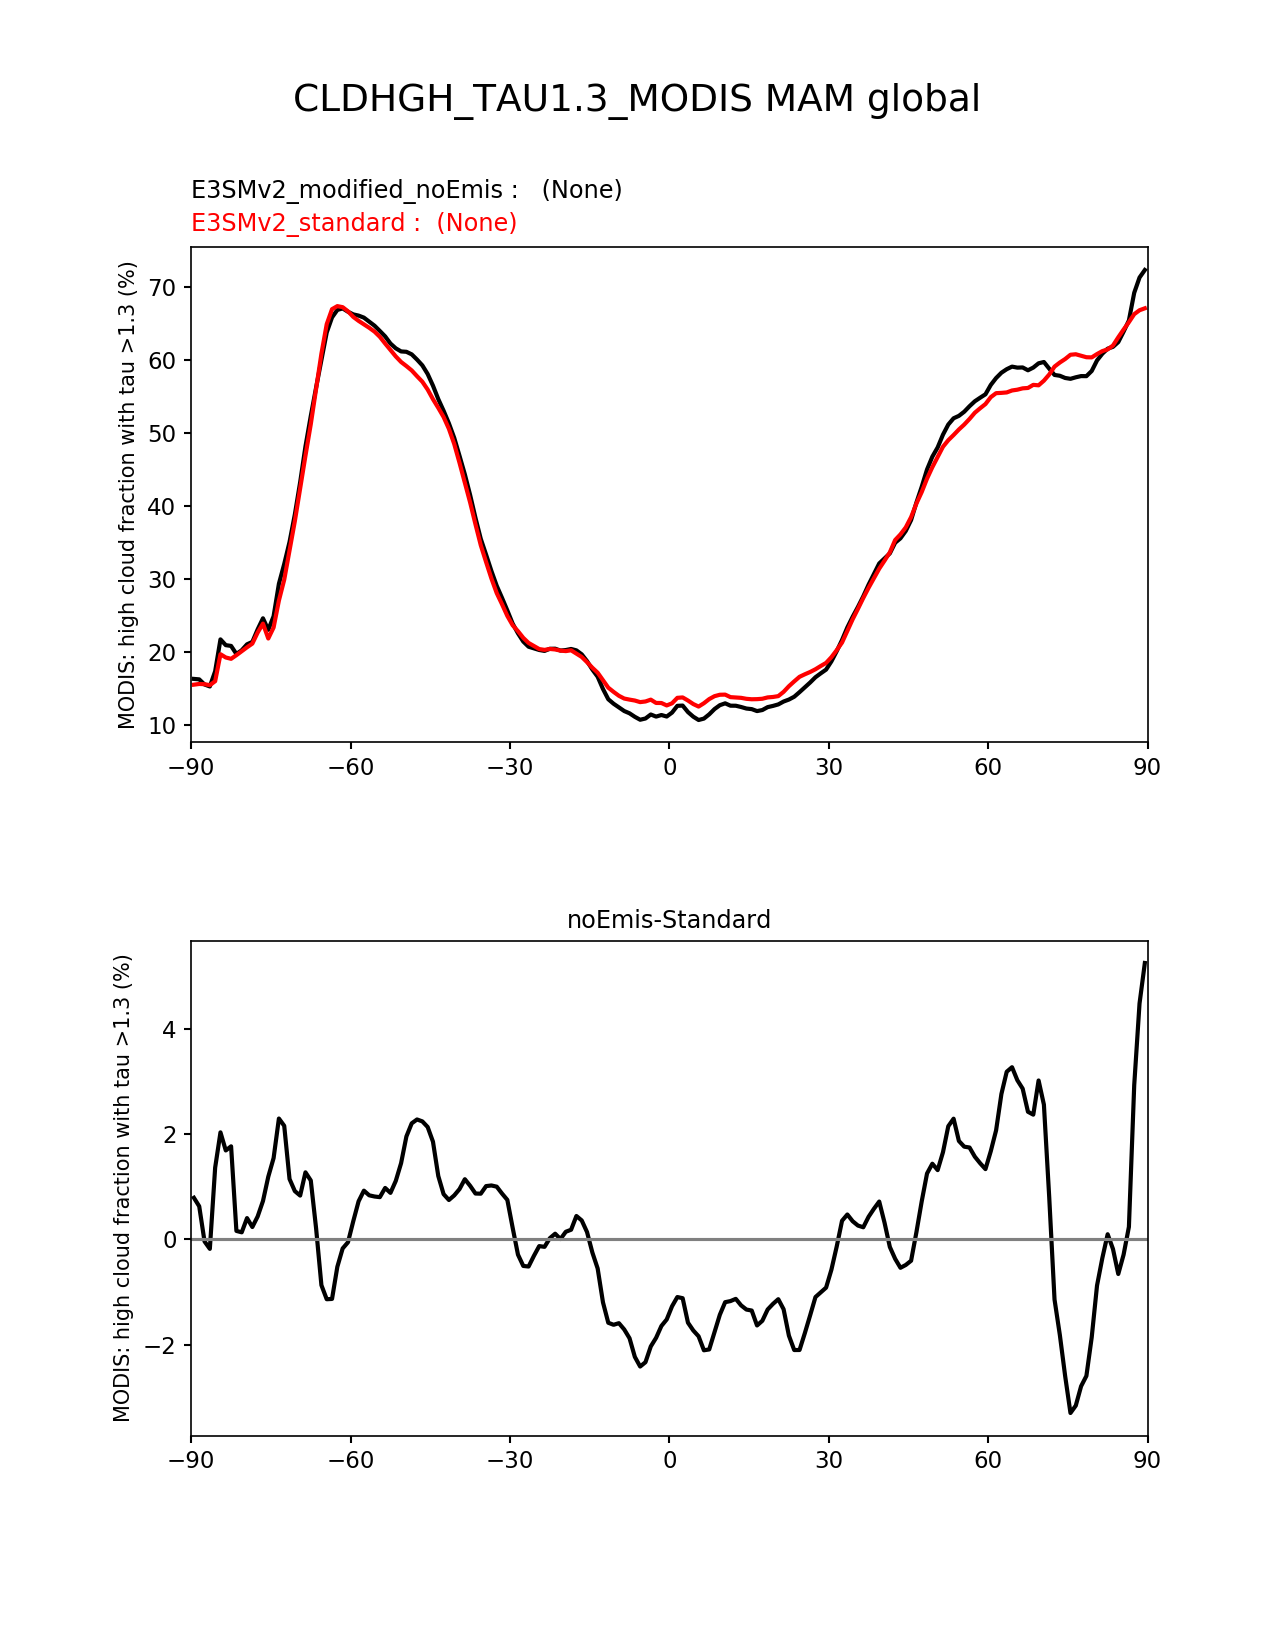 CLDHGH_TAU1.3_MODIS MAM global
E3SMv2_modified_noEmis :   (None)
E3SMv2_standard :  (None)
MODIS: high cloud fraction with tau >1.3 (%)
70
60
50
40
30
20
10
−90 −60 −30 0 30 60 90
noEmis-Standard
MODIS: high cloud fraction with tau >1.3 (%)
4
2
0
−2
−90 −60 −30 0 30 60 90